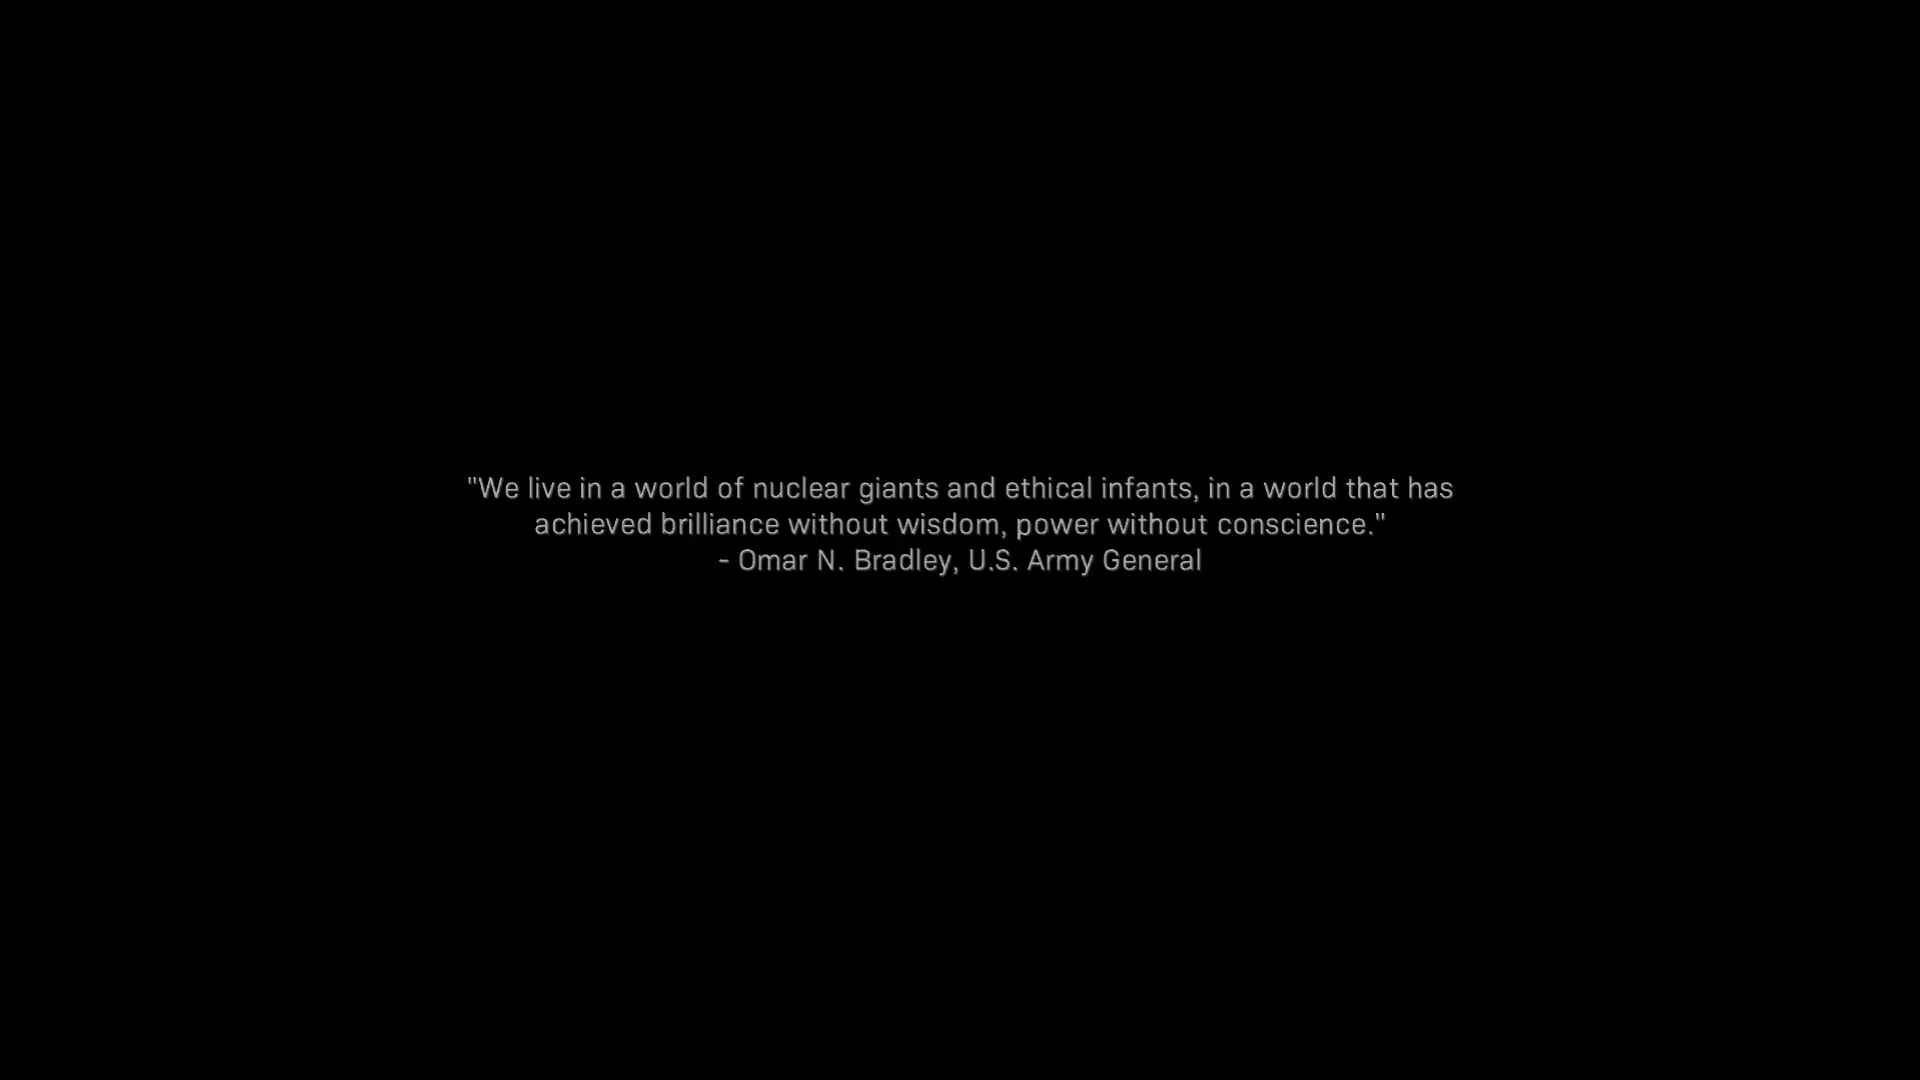 "We live in a world of nuclear giants and ethical infants, in a world that has
achieved brilliance without wisdom, power without conscience."
- Omar N. Bradley, U.S. Army General